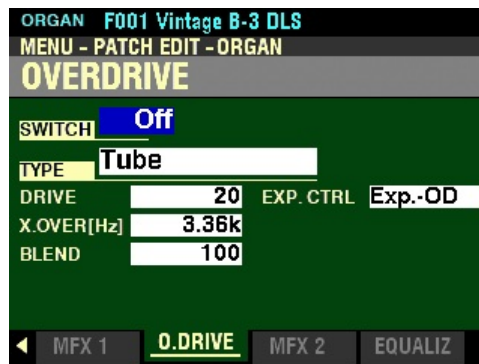 ORGAN F001 Vintage B-3 DLS
MENU - PATCH EDIT - ORGAN
OVERDRIVE
SWITCH Off
TYPE Tube
DRIVE 20 EXP. CTRL Exp.-OD
X.OVER[Hz] 3.36k
BLEND 100
MFX 1 O.DRIVE MFX 2 EQUALIZ